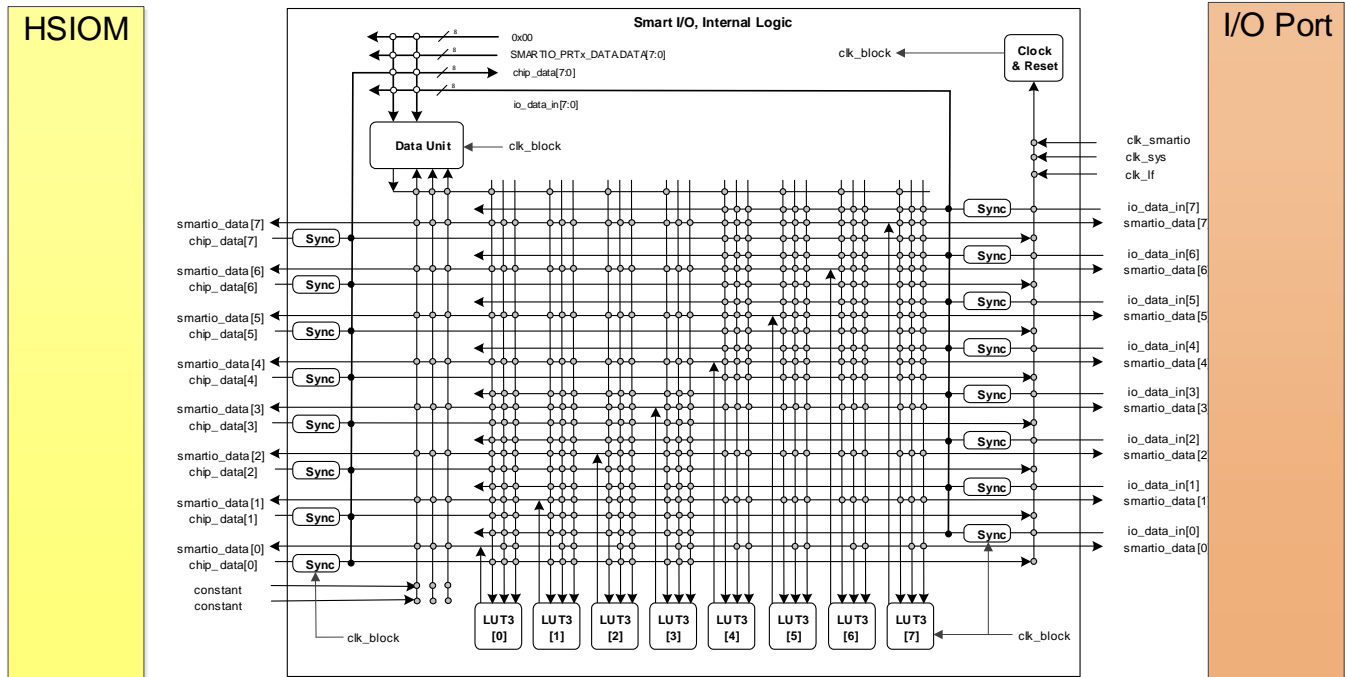 HSIOM
Smart I/O, Internal Logic
I/O Port
8
0x00
8
SMARTIO_PRTx_DATA.DATA[7:0]
8
chip_data[7:0]
8
io_data_in[7:0]
clk_block
Clock
& Reset
Data Unit
clk_block
clk_smartio
clk_sys
clk_lf
smartio_data[7]
chip_data[7]
Sync
Sync
io_data_in[7]
smartio_data[7
smartio_data[6]
chip_data[6]
Sync
Sync
io_data_in[6]
smartio_data[6
smartio_data[5]
chip_data[5]
Sync
Sync
io_data_in[5]
smartio_data[5
smartio_data[4]
chip_data[4]
Sync
Sync
io_data_in[4]
smartio_data[4
smartio_data[3]
chip_data[3]
Sync
Sync
io_data_in[3]
smartio_data[3
smartio_data[2]
chip_data[2]
Sync
Sync
io_data_in[2]
smartio_data[2
smartio_data[1]
chip_data[1]
Sync
Sync
io_data_in[1]
smartio_data[1
smartio_data[0]
chip_data[0]
Sync
Sync
io_data_in[0]
smartio_data[0
constant
constant
clk_block
LUT3
[0]
LUT3
[1]
LUT3
[2]
LUT3
[3]
LUT3
[4]
LUT3
[5]
LUT3
[6]
LUT3
[7]
clk_block